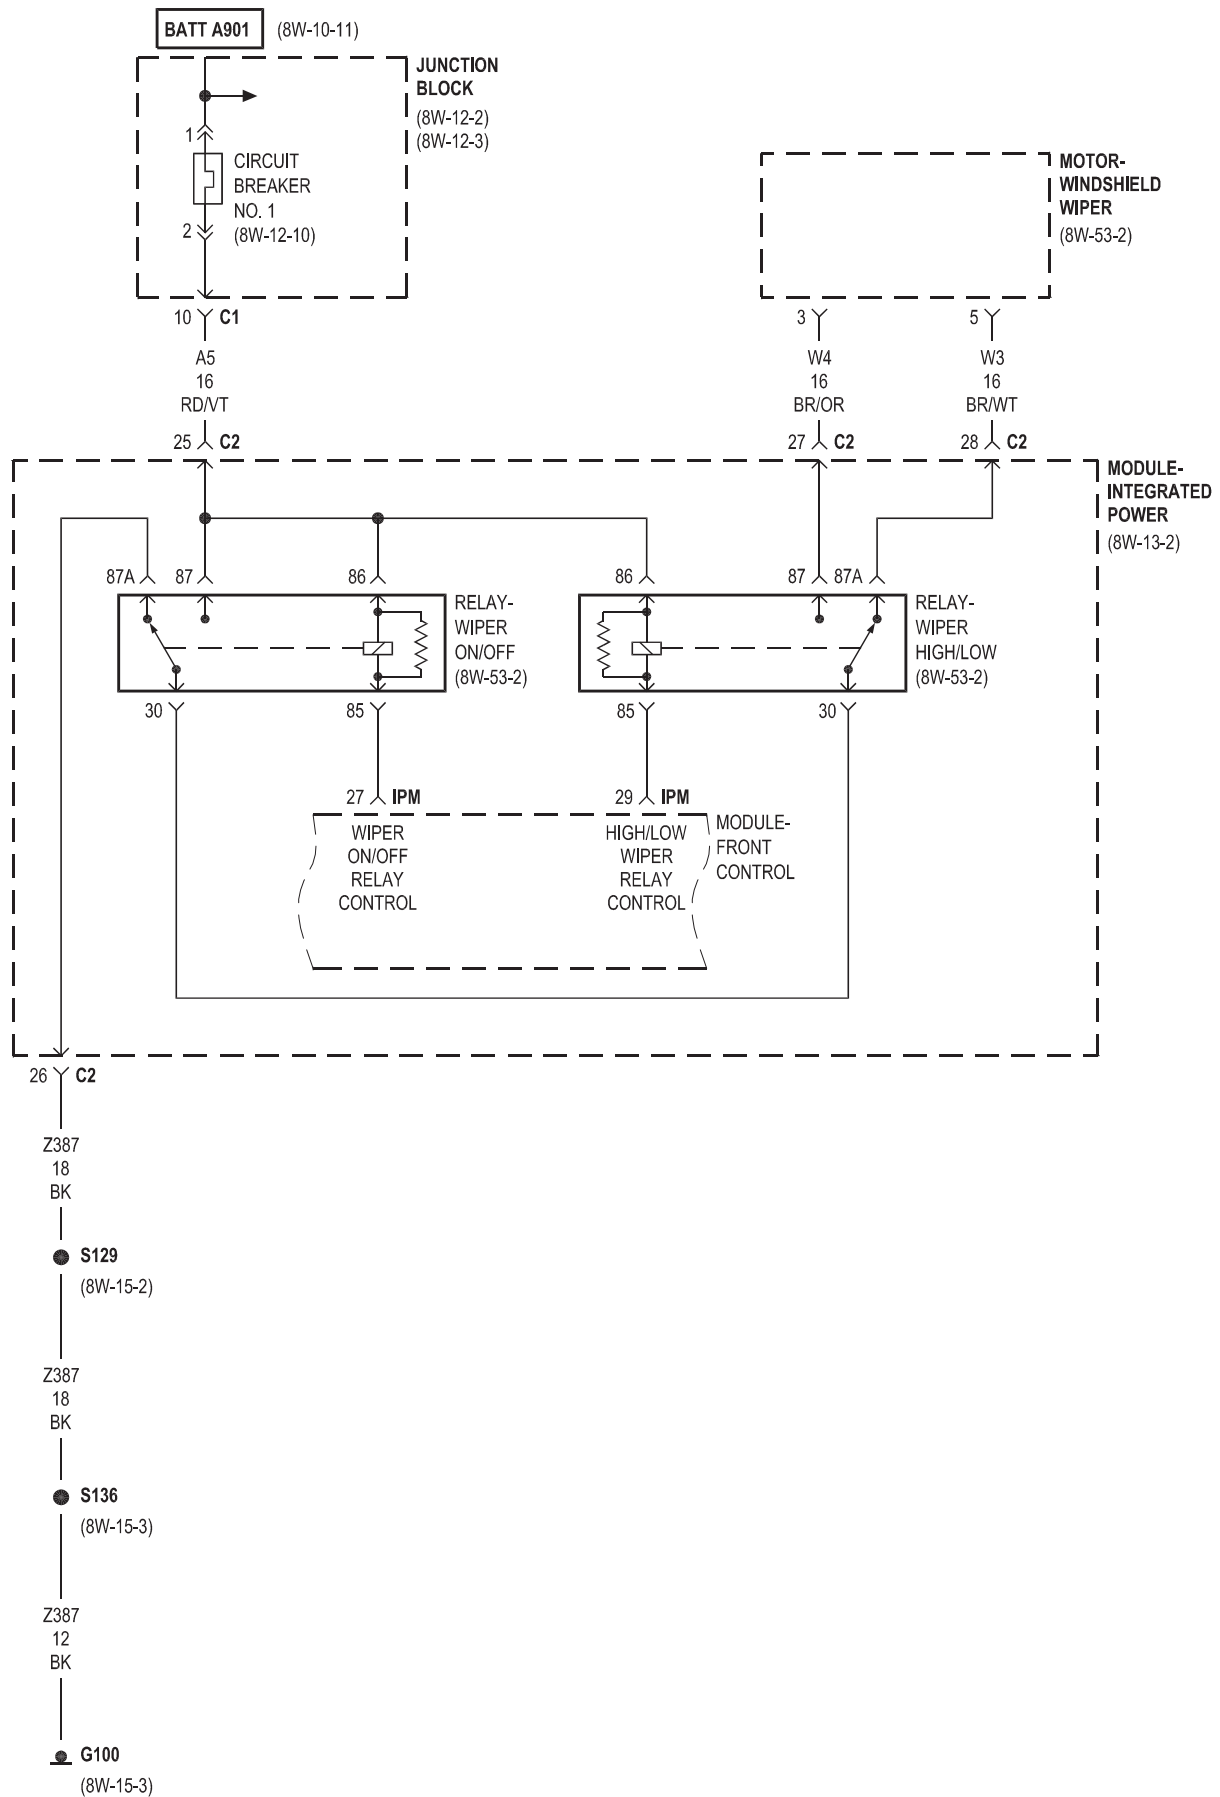 BATT A901 (8W-10-11)
JUNCTION
BLOCK
(8W-12-2)
(8W-12-3)
1
CIRCUIT
BREAKER
NO. 1
(8W-12-10)
2
MOTOR-
WINDSHIELD
WIPER
(8W-53-2)
10 C1
3
5
A5
16
RD/VT
W4
16
BR/OR
W3
16
BR/WT
25 C2
27 C2
28 C2
MODULE-
INTEGRATED
POWER
(8W-13-2)
87A
87
86
86
87
87A
RELAY-
WIPER
ON/OFF
(8W-53-2)
RELAY-
WIPER
HIGH/LOW
(8W-53-2)
30
85
85
30
27 IPM
29 IPM
WIPER
ON/OFF
RELAY
CONTROL
HIGH/LOW
WIPER
RELAY
CONTROL
MODULE-
FRONT
CONTROL
26 C2
Z387
18
BK
S129
(8W-15-2)
Z387
18
BK
S136
(8W-15-3)
Z387
12
BK
G100
(8W-15-3)